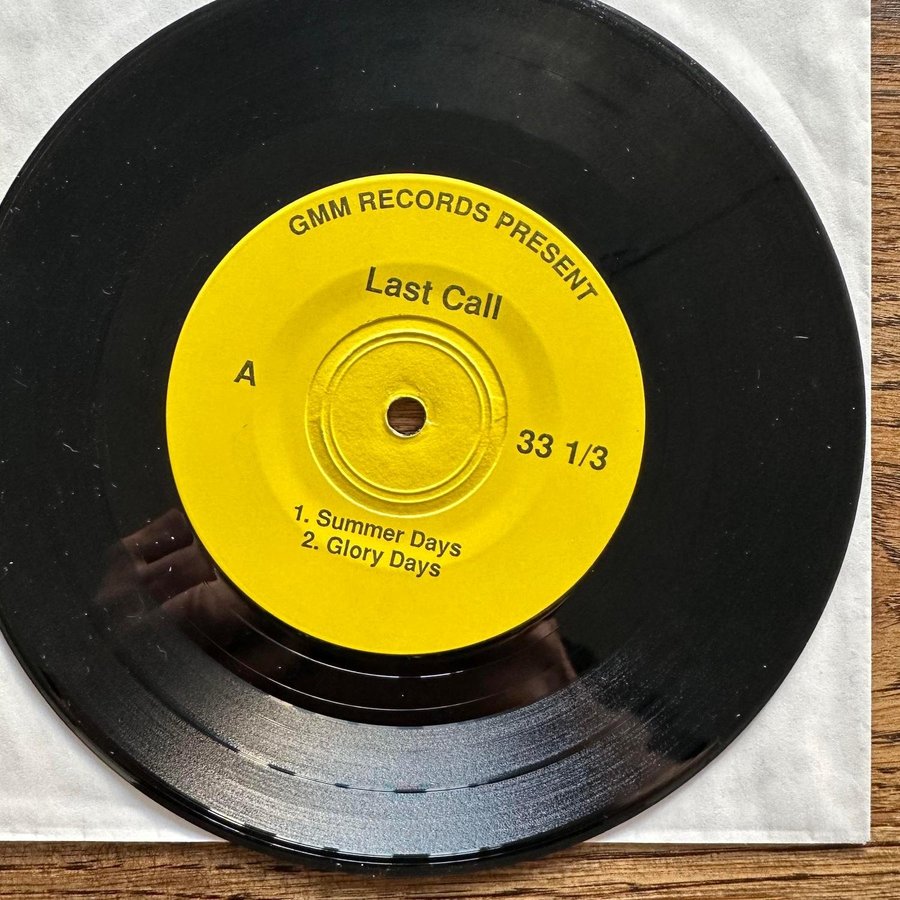 GMM RECORDS PRESENT
Last Call
A
33 1/3
1. Summer Days
2. Glory Days